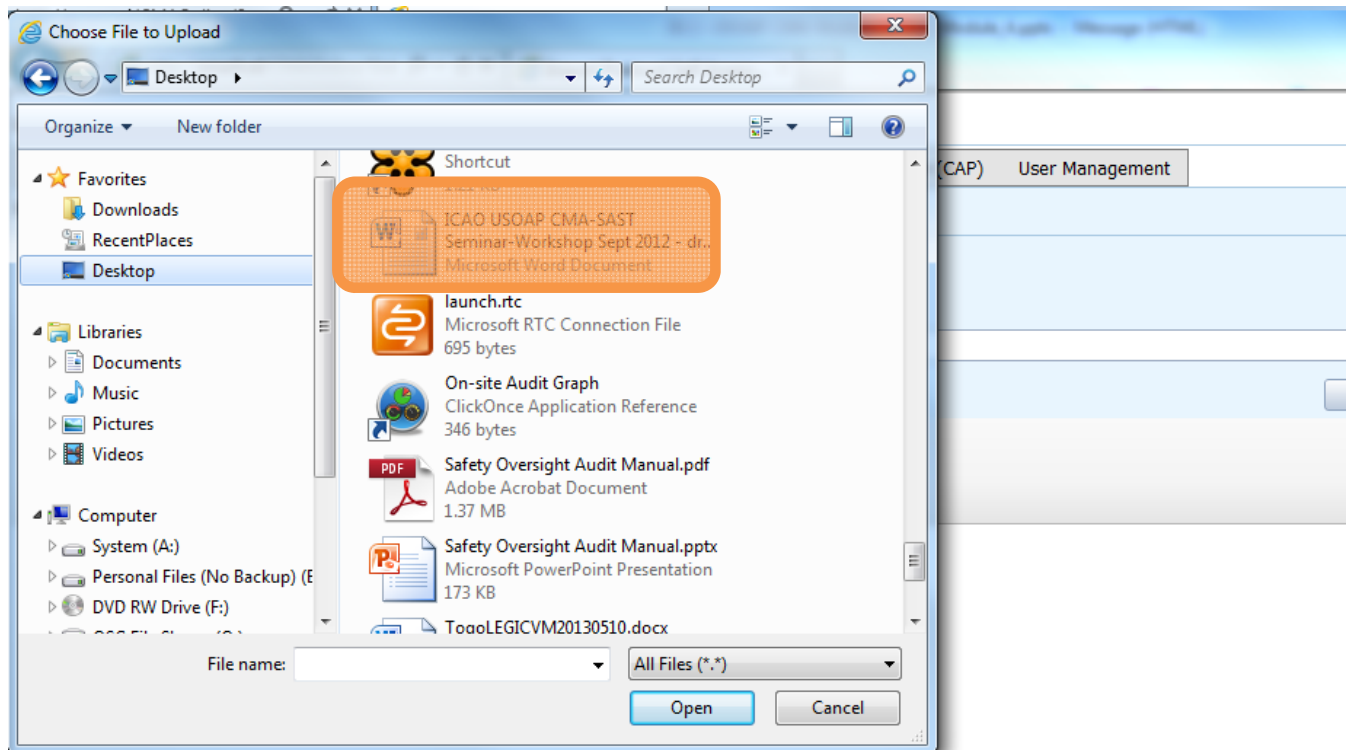 Choose File to Upload
Desktop
Search Desktop
Organize
New folder
Favorites
Downloads
RecentPlaces
Desktop
Libraries
Documents
Music
Pictures
Videos
Computer
System (A:)
Personal Files (No Backup) (E
DVD RW Drive (F:)
Shortcut
ICAO USOAP CMA-SAST
Seminar-Workshop Sept 2012 - dr...
Microsoft Word Document
launch.rtc
Microsoft RTC Connection File
695 bytes
On-site Audit Graph
ClickOnce Application Reference
346 bytes
PDF
Safety Oversight Audit Manual.pdf
Adobe Acrobat Document
1.37 MB
Safety Oversight Audit Manual.pptx
Microsoft PowerPoint Presentation
173 KB
TogoLEGICVM20130510.docx
File name:
All Files (*.*)
Open
Cancel
(CAP)
User Management